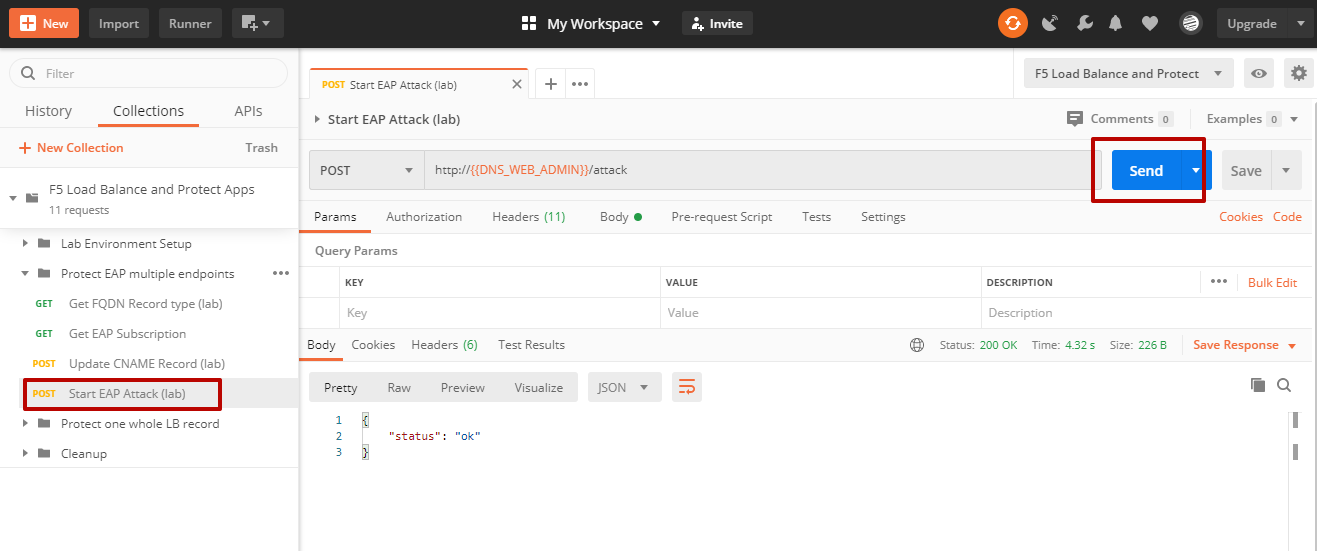 New
Import
Runner
My Workspace
Invite
Upgrade
Filter
History
Collections
APIs
New Collection
Trash
F5 Load Balance and Protect Apps
11 requests
Lab Environment Setup
Protect EAP multiple endpoints
GET Get FQDN Record type (lab)
GET Get EAP Subscription
POST Update CNAME Record (lab)
POST Start EAP Attack (lab)
Protect one whole LB record
Cleanup
POST Start EAP Attack (lab)
F5 Load Balance and Protect
Start EAP Attack (lab)
Comments 0
Examples 0
POST
http://{{DNS_WEB_ADMIN}}/attack
Send
Save
Params
Authorization
Headers (11)
Body
Pre-request Script
Tests
Settings
Cookies
Code
Query Params
KEY
VALUE
DESCRIPTION
Bulk Edit
Key
Value
Description
Body
Cookies
Headers (6)
Test Results
Status: 200 OK
Time: 4.32 s
Size: 226 B
Save Response
Pretty
Raw
Preview
Visualize
JSON
1 {
2 "status": "ok"
3 }